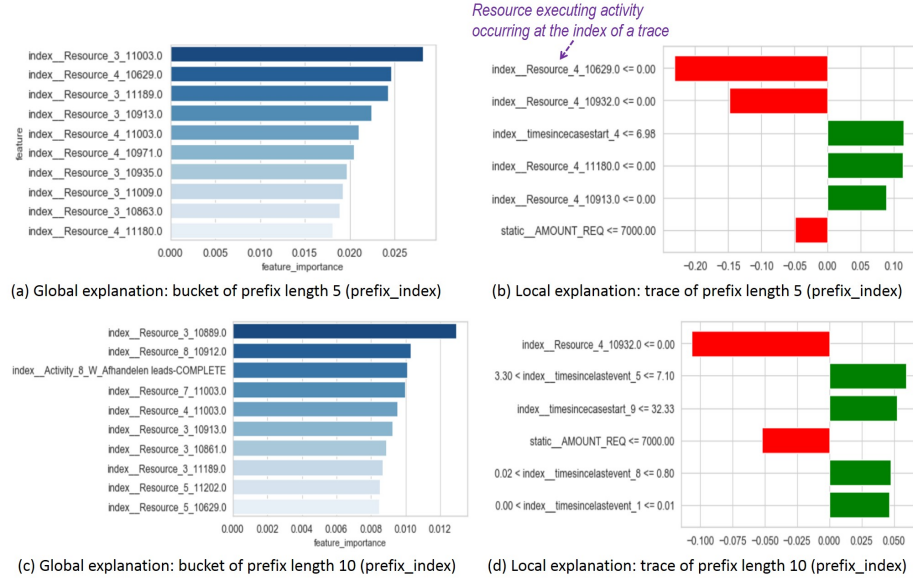 Resource executing activity
occurring at the index of a trace
index__Resource_3_11003.0
index__Resource_4_10629.0
index__Resource_3_11189.0
index__Resource_3_10913.0
index__Resource_4_11003.0
index__Resource_4_10971.0
index__Resource_3_10935.0
index__Resource_3_11009.0
index__Resource_3_10863.0
index__Resource_4_11180.0
feature
0.000 0.005 0.010 0.015 0.020 0.025
feature_importance
(a) Global explanation: bucket of prefix length 5 (prefix_index)
index__Resource_4_10629.0 <= 0.00
index__Resource_4_10932.0 <= 0.00
index__timesincecasestart_4 <= 6.98
index__Resource_4_11180.0 <= 0.00
index__Resource_4_10913.0 <= 0.00
static__AMOUNT_REQ <= 7000.00
−0.20 −0.15 −0.10 −0.05 0.00 0.05 0.10
(b) Local explanation: trace of prefix length 5 (prefix_index)
index__Resource_3_10889.0
index__Resource_8_10912.0
index__Activity_8_W_Afhandelen leads-COMPLETE
index__Resource_7_11003.0
index__Resource_4_11003.0
index__Resource_3_10913.0
index__Resource_3_10861.0
index__Resource_3_11189.0
index__Resource_5_11202.0
index__Resource_5_10629.0
0.000 0.002 0.004 0.006 0.008 0.010 0.012
feature_importance
(c) Global explanation: bucket of prefix length 10 (prefix_index)
index__Resource_4_10932.0 <= 0.00
3.30 < index__timesincelastevent_5 <= 7.10
index__timesincecasestart_9 <= 32.33
static__AMOUNT_REQ <= 7000.00
0.02 < index__timesincelastevent_8 <= 0.80
0.00 < index__timesincelastevent_1 <= 0.01
−0.100 −0.075 −0.050 −0.025 0.000 0.025 0.050
(d) Local explanation: trace of prefix length 10 (prefix_index)